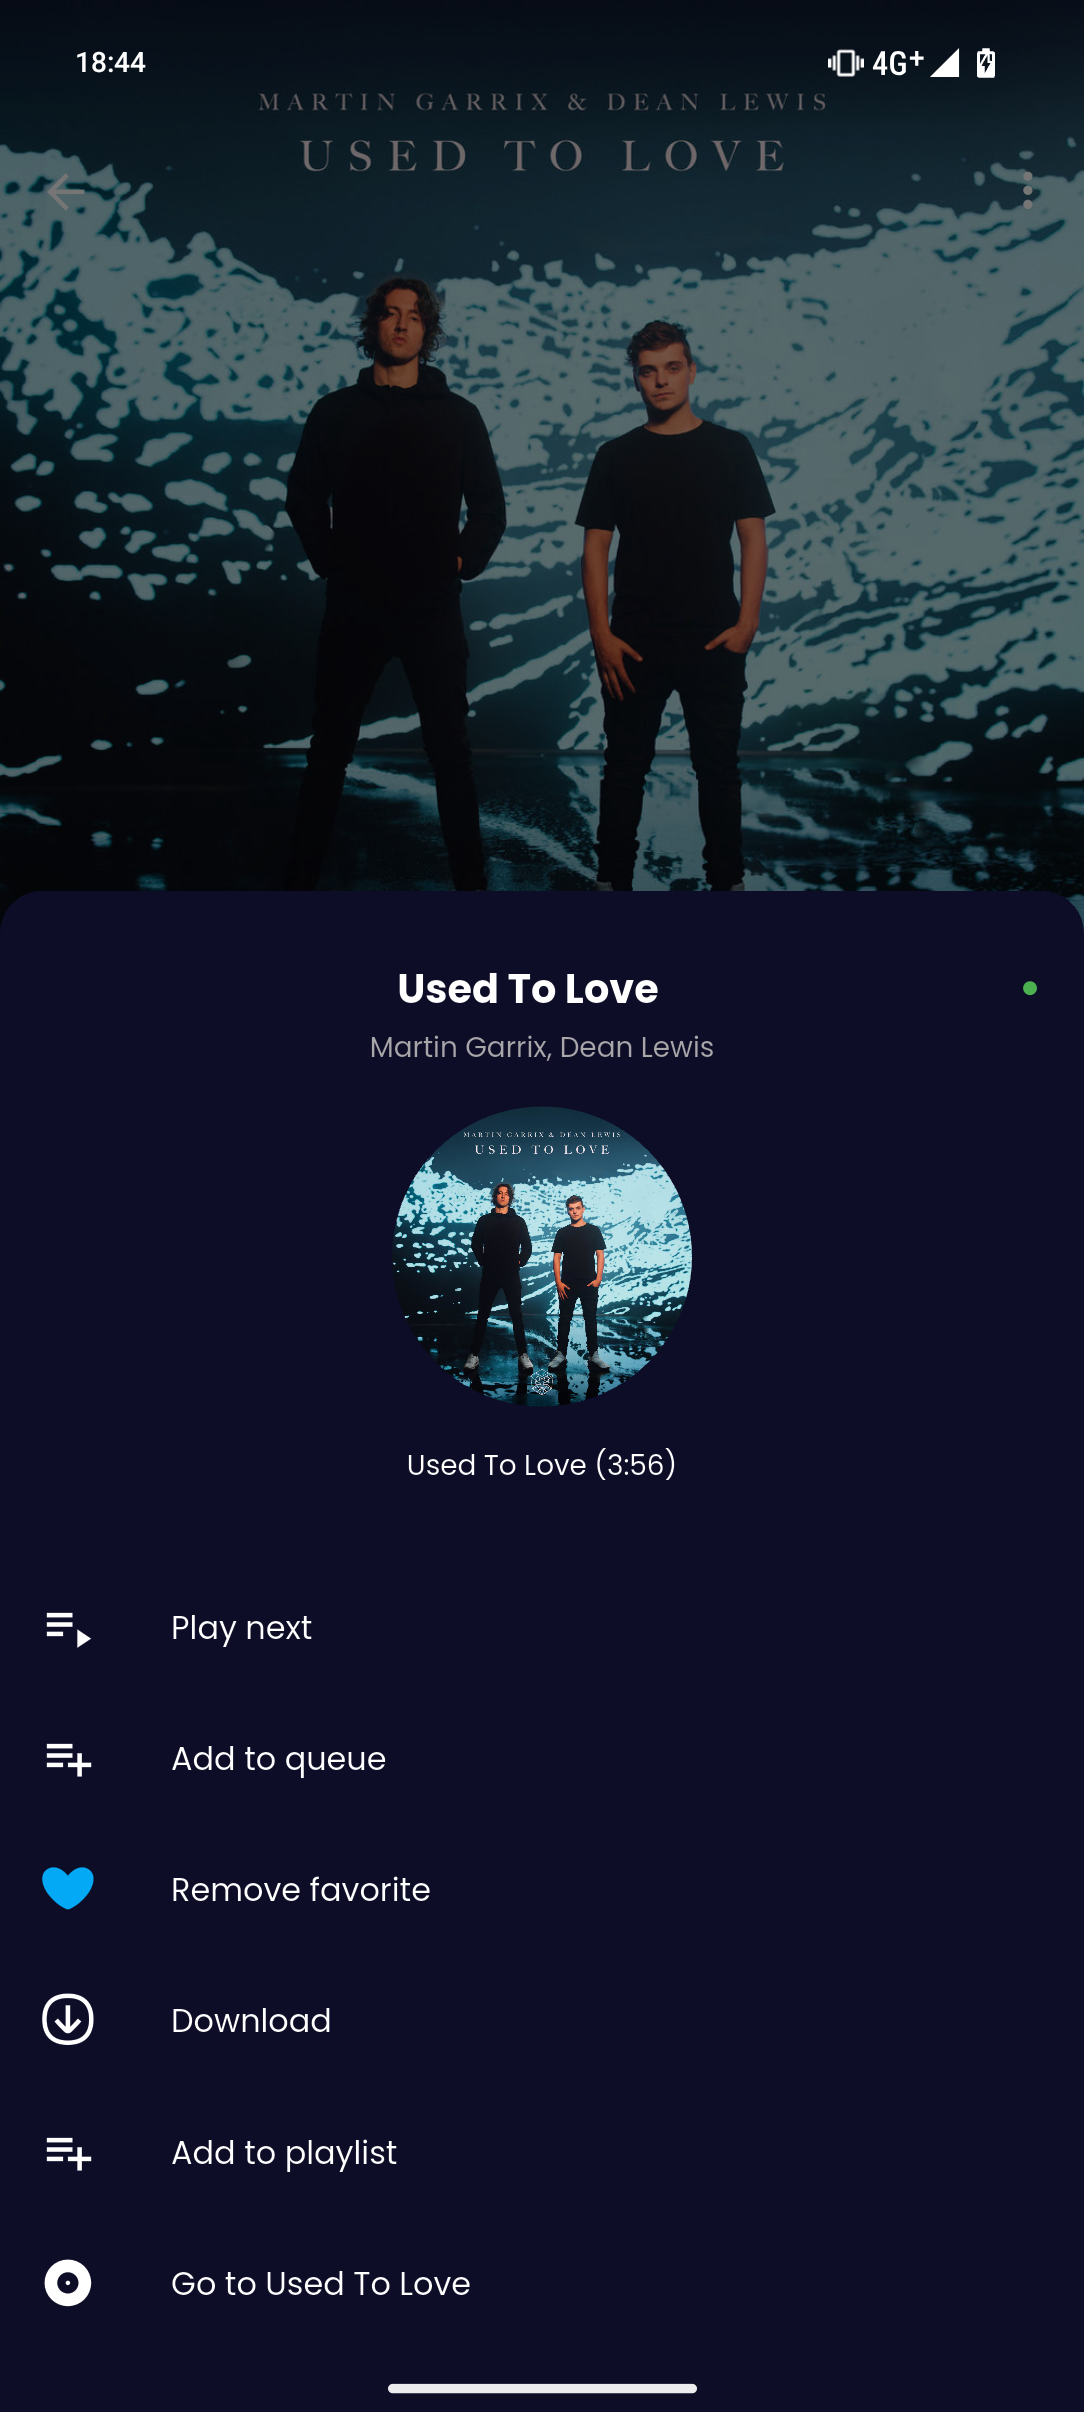 18:44
4G+
MARTIN GARRIX & DEAN LEWIS
USED TO LOVE
Used To Love
Martin Garrix, Dean Lewis
MARTIN GARRIX & DEAN LEWIS
USED TO LOVE
Used To Love (3:56)
Play next
Add to queue
Remove favorite
Download
Add to playlist
Go to Used To Love